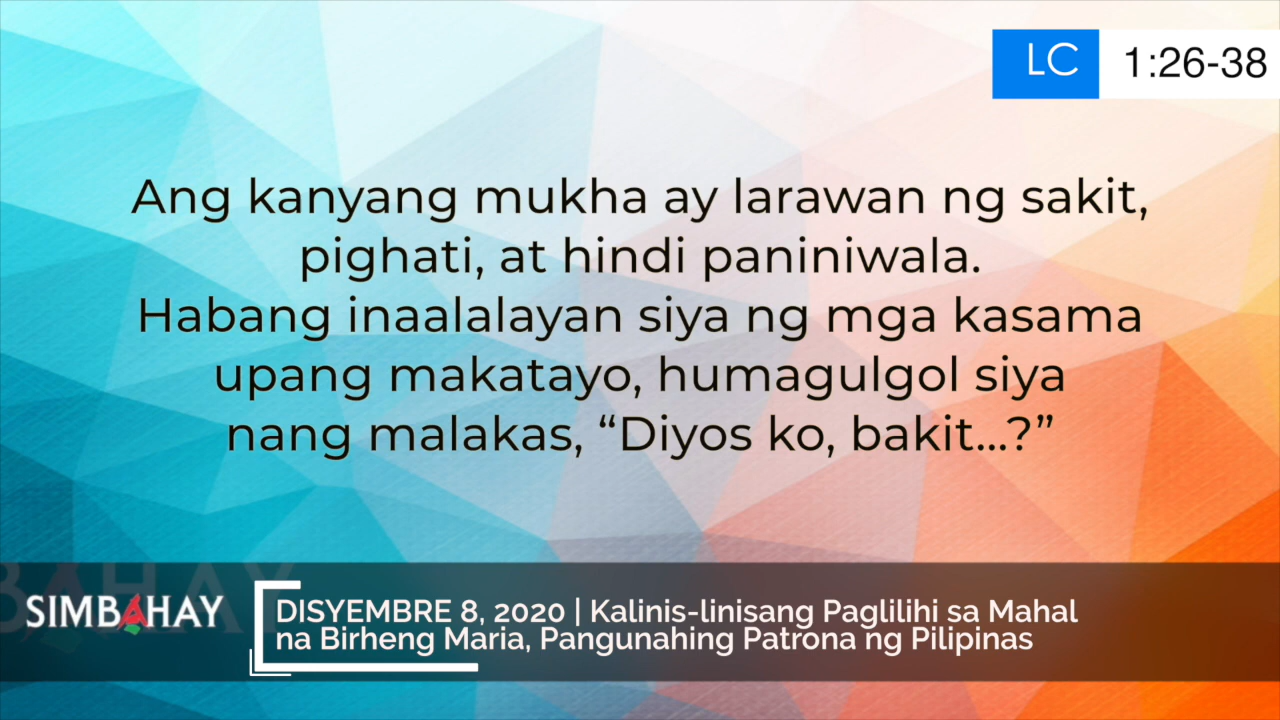 LC 1:26-38
Ang kanyang mukha ay larawan ng sakit,
pighati, at hindi paniniwala.
Habang inaalalayan siya ng mga kasama
upang makatayo, humagulgol siya
nang malakas, “Diyos ko, bakit...?”
SIMBAHAY
DISYEMBRE 8, 2020 | Kalinis-linisang Paglilihi sa Mahal
na Birheng Maria, Pangunahing Patrona ng Pilipinas